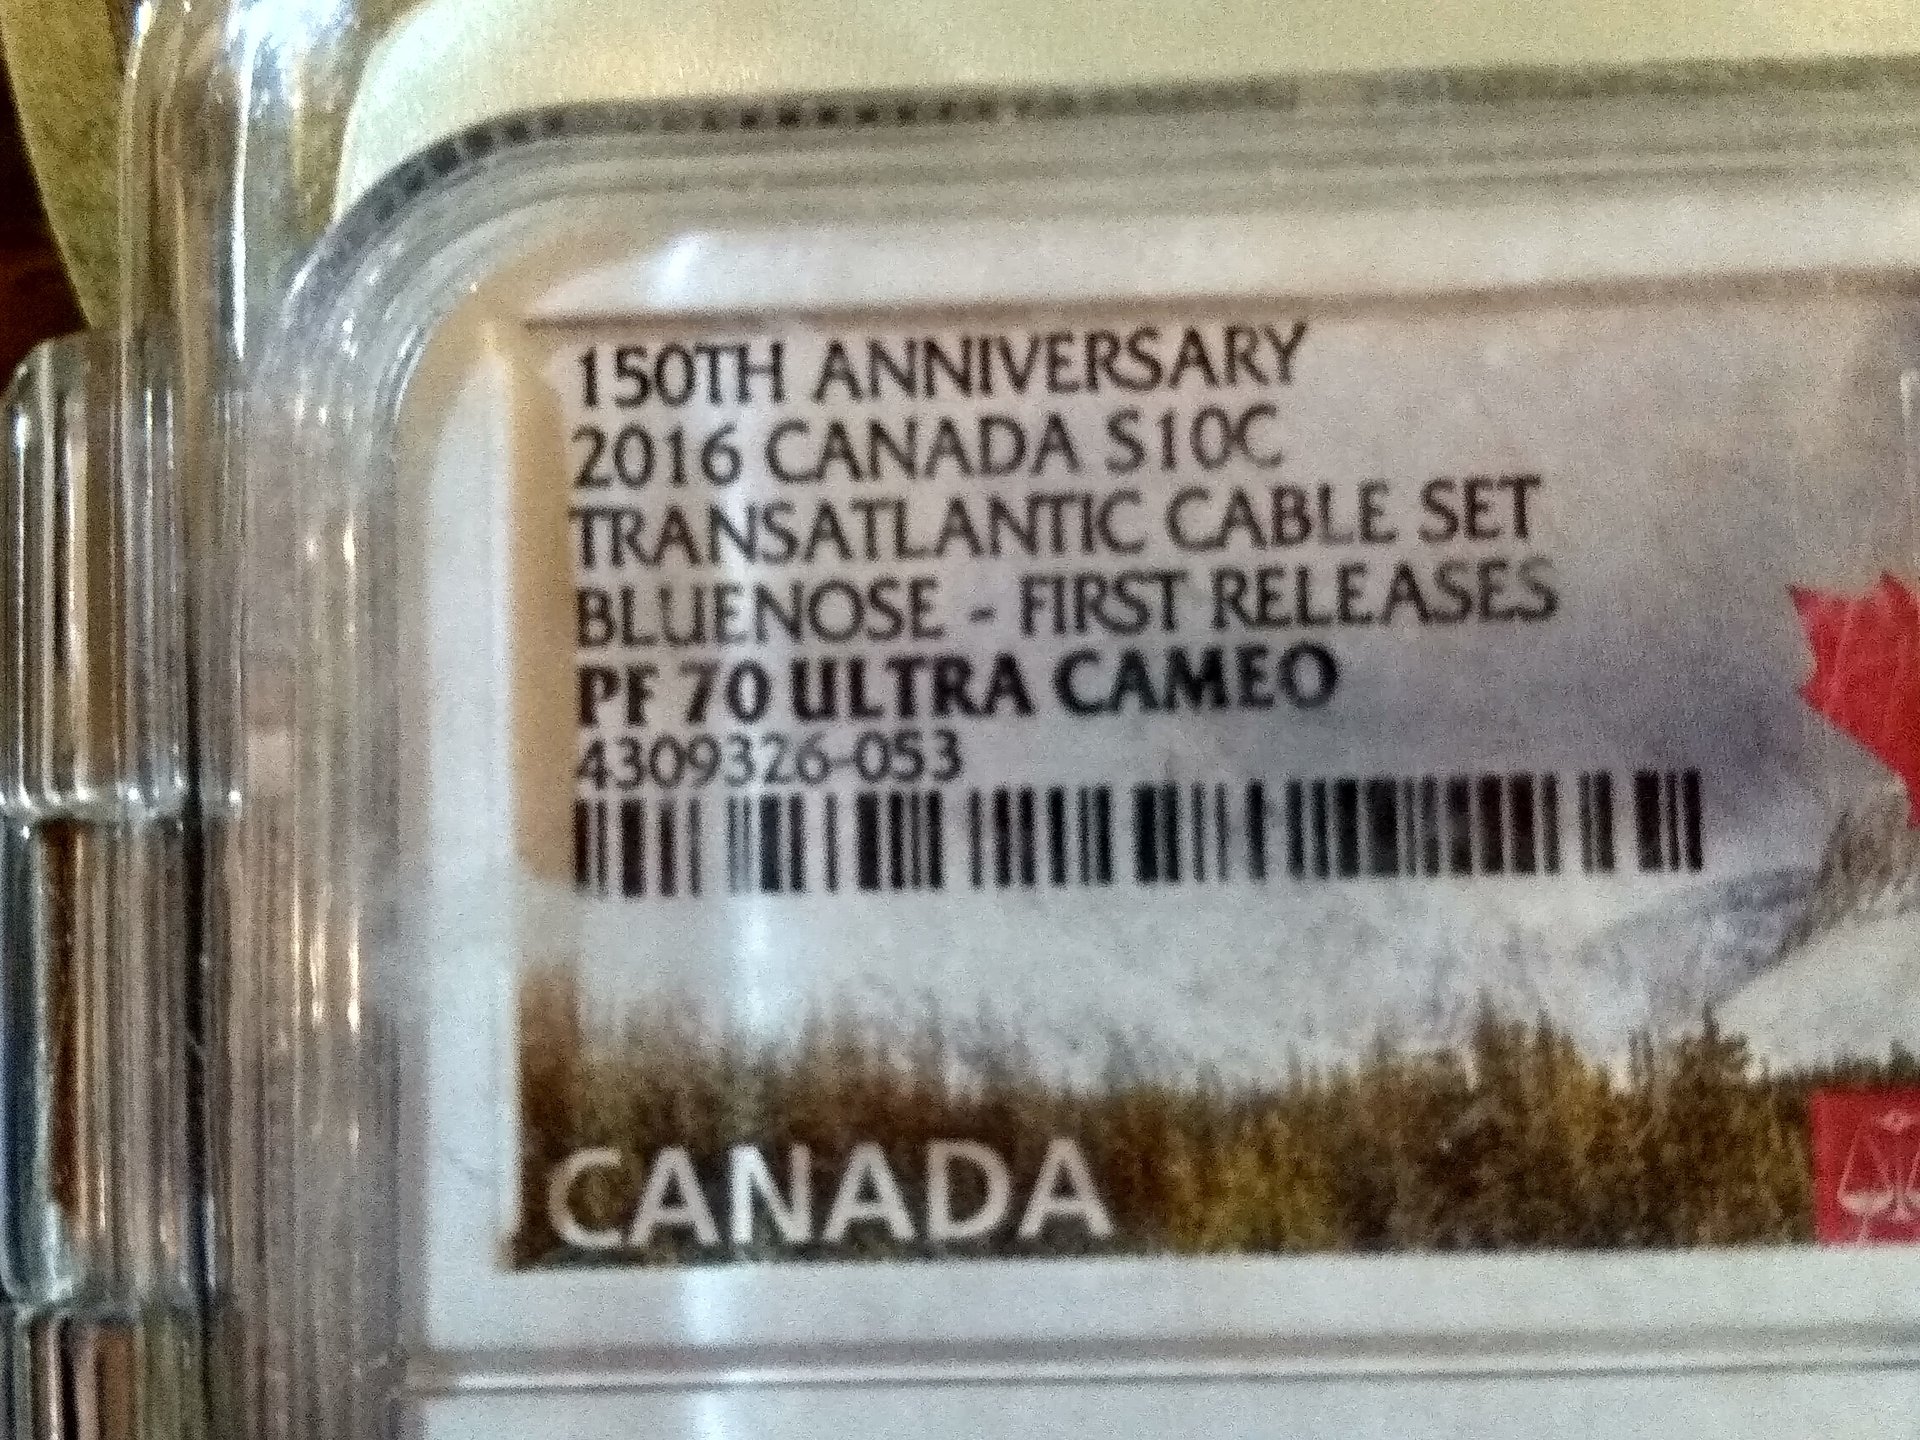 150TH ANNIVERSARY
2016 CANADA S10C
TRANSATLANTIC CABLE SET
BLUENOSE - FIRST RELEASES
PF 70 ULTRA CAMEO
4309326-053
CANADA